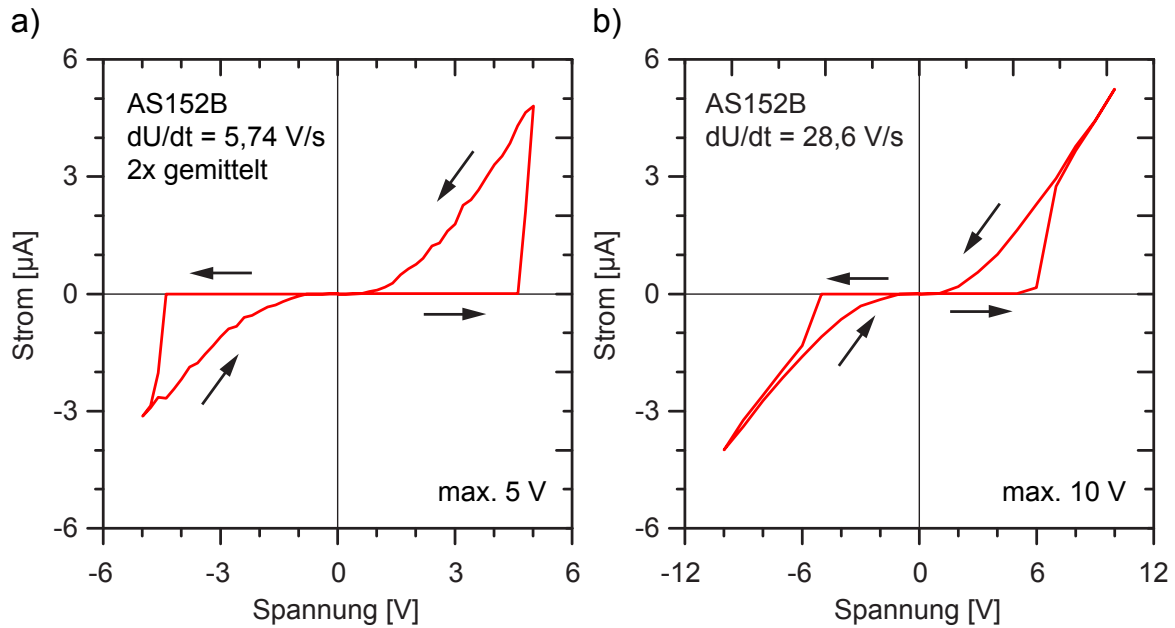 a)
6
3
0
-3
-6
Strom [µA]
AS152B
dU/dt = 5,74 V/s
2x gemittelt
max. 5 V
-6
-3
0
3
6
Spannung [V]
b)
6
3
0
-3
-6
Strom [µA]
AS152B
dU/dt = 28,6 V/s
max. 10 V
-12
-6
0
6
12
Spannung [V]